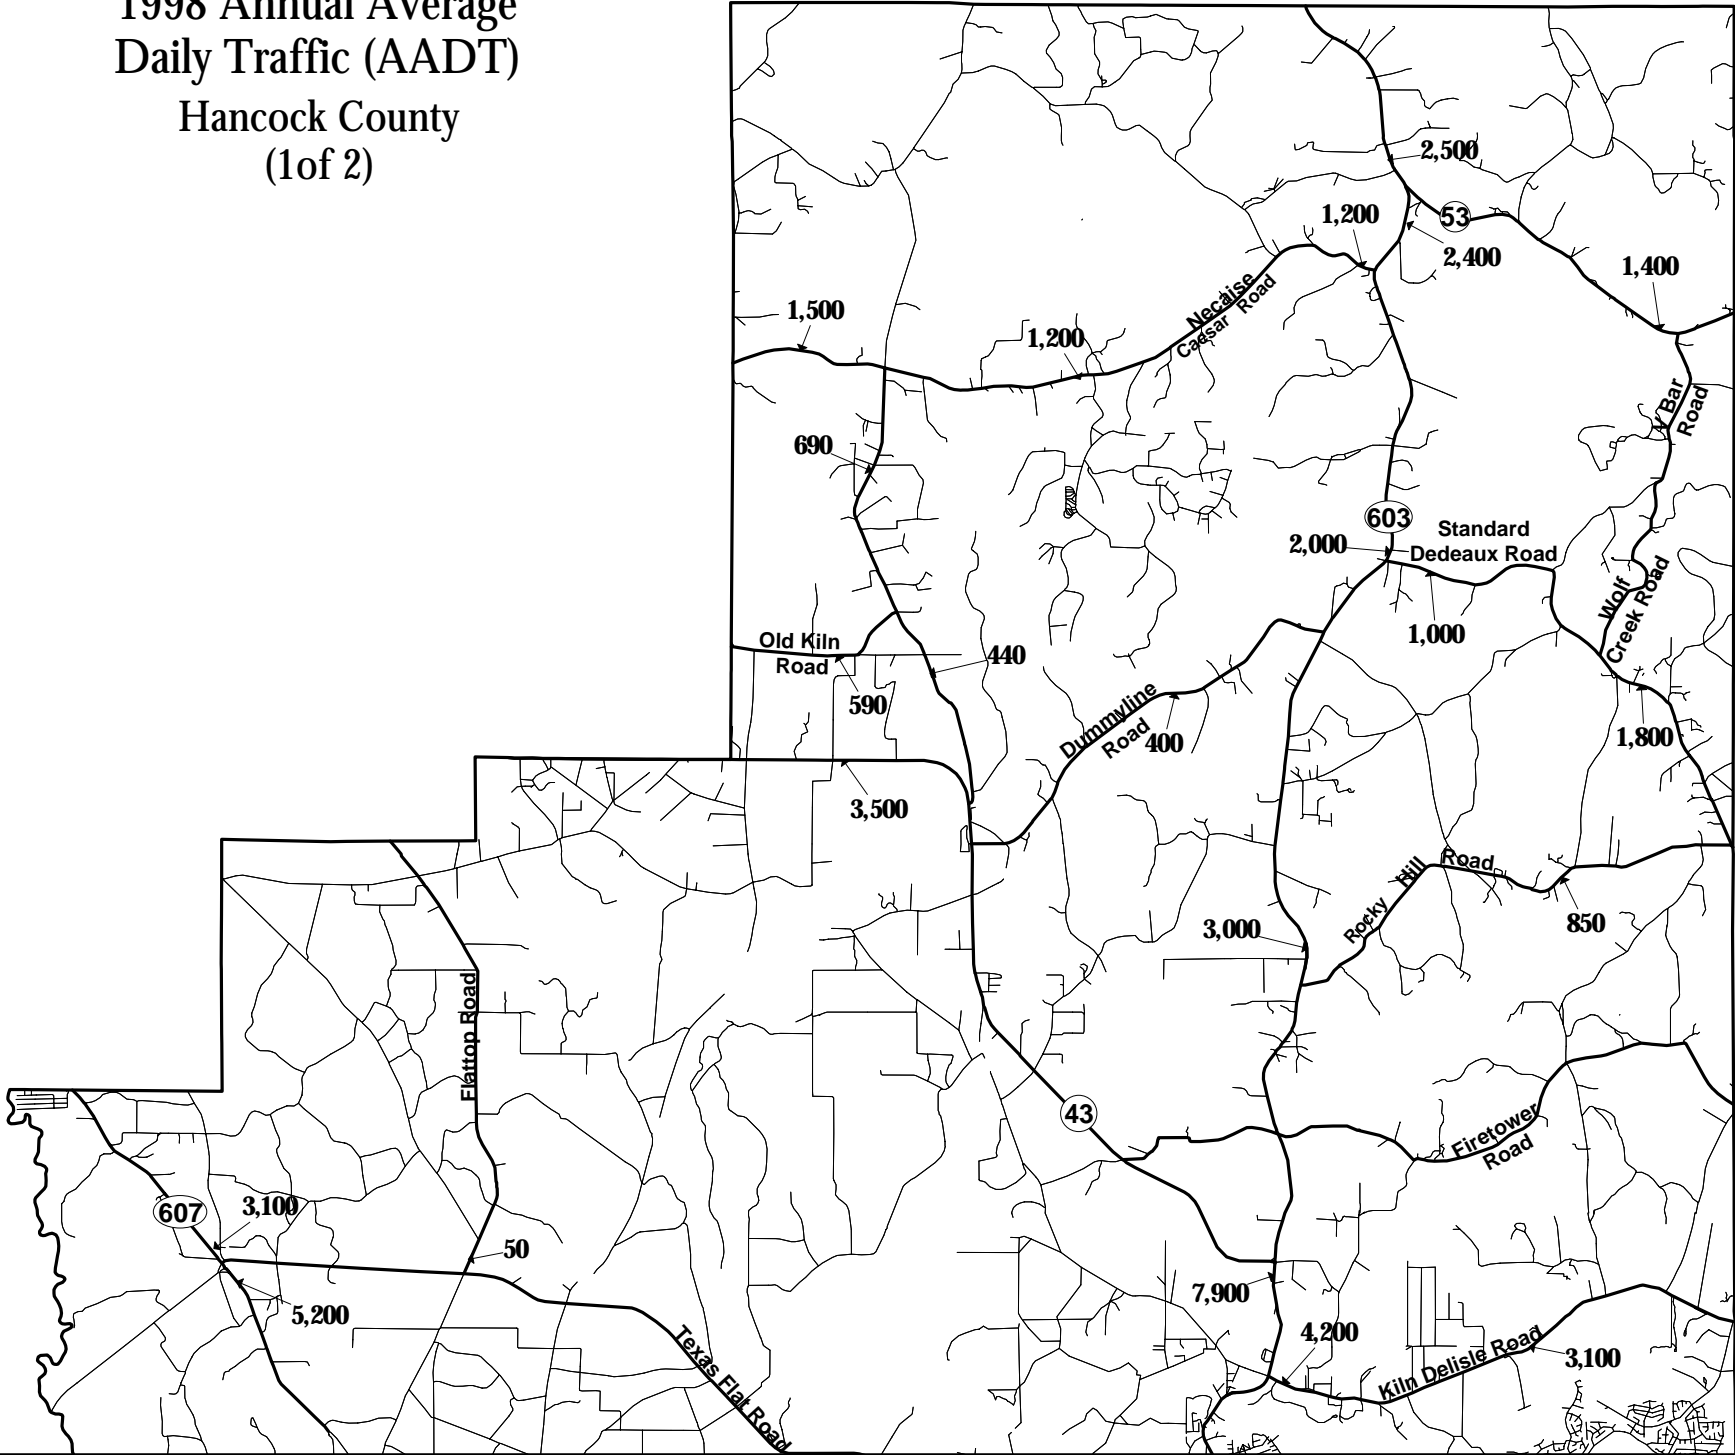 1998 Annual Average
Daily Traffic (AADT)
Hancock County
(1of 2)
2,500
53
1,200
2,400
1,400
1,500
1,200
Necaise
Caesar Road
V Bar
Road
690
603
Standard
Dedeaux Road
2,000
Wolf
Creek Road
1,000
Old Kiln
Road
440
590
Dummyline
Road
400
1,800
3,500
Rocky Hill Road
850
3,000
Flattop Road
43
Firetower
Road
607
3,100
50
5,200
7,900
4,200
Texas Flat Road
Kiln Delisle Road
3,100